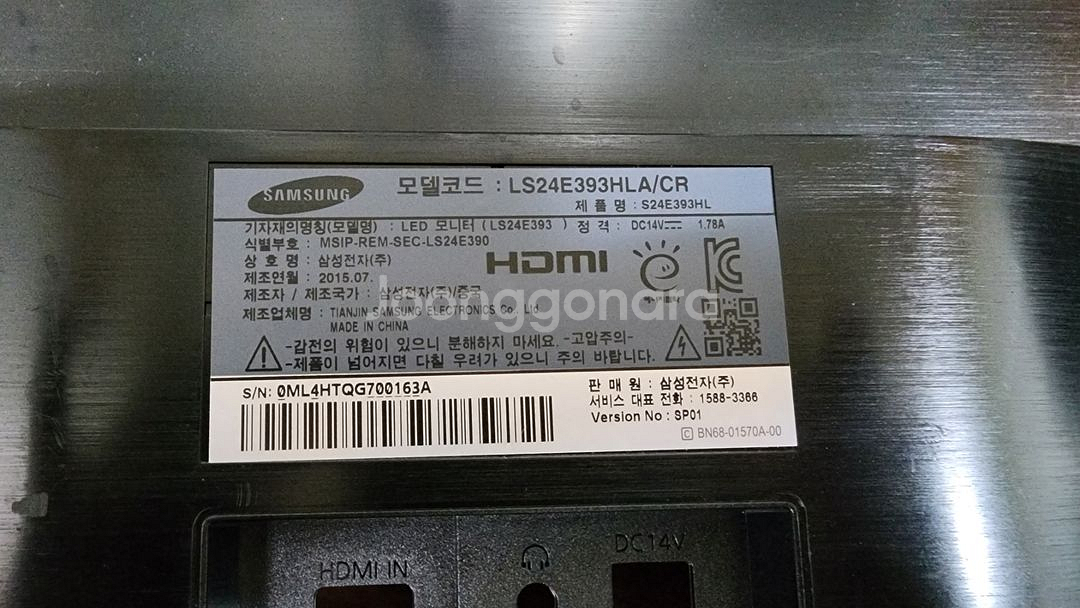 SAMSUNG
모델코드 : LS24E393HLA/CR
제 품 명 : S24E393HL
기자재의명칭(모델명) : LED 모니터 (LS24E393) 정 격 : DC14V 1.78A
식별부호 : MSIP-REM-SEC-LS24E390
상 호 명 : 삼성전자(주)
제조연월 : 2015.07.
제조자 / 제조국가 : 삼성전자(주)/중국
제조업체명 : TIANJIN SAMSUNG ELECTRONICS Co., Ltd
MADE IN CHINA
HDMI
-감전의 위험이 있으니 분해하지 마세요. -고압주의-
-제품이 넘어지면 다칠 우려가 있으니 주의 바랍니다.
S/N: 0ML4HTQG700163A
판 매 원 : 삼성전자(주)
서비스 대표 전화 : 1588-3366
Version No : SP01
BN68-01570A-00
joonggonara
HDMI IN
DC14V